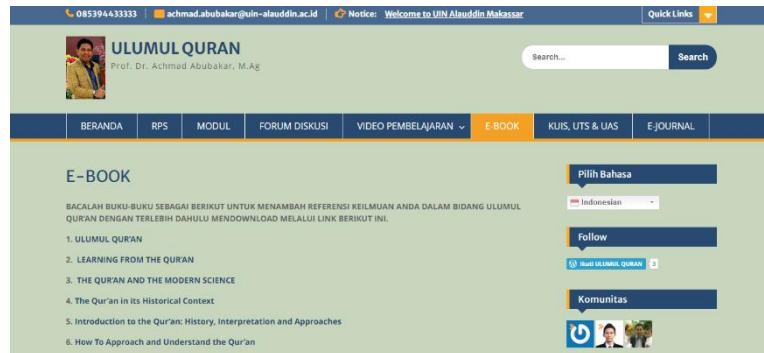 085394433333 achmad.abubakar@uin-alauddin.ac.id Notice: Welcome to UIN Alauddin Makassar Quick Links
ULUMUL QURAN
Prof. Dr. Achmad Abubakar, M.Ag
Search... Search
BERANDA RPS MODUL FORUM DISKUSI VIDEO PEMBELAJARAN E-BOOK KUIS, UTS & UAS E-JOURNAL
E-BOOK
BACALAH BUKU-BUKU SEBAGAI BERIKUT UNTUK MENAMBAH REFERENSI KEILMUAN ANDA DALAM BIDANG ULUMUL
QUR'AN DENGAN TERLEBIH DAHULU MENDOWNLOAD MELALUI LINK BERIKUT INI.
1. ULUMUL QUR'AN
2. LEARNING FROM THE QUR'AN
3. THE QUR'AN AND THE MODERN SCIENCE
4. The Qur'an in its Historical Context
5. Introduction to the Qur'an: History, Interpretation and Approaches
6. How To Approach and Understand the Qur'an
Pilih Bahasa
Indonesian
Follow
Ikuti ULUMUL QURAN 3
Komunitas